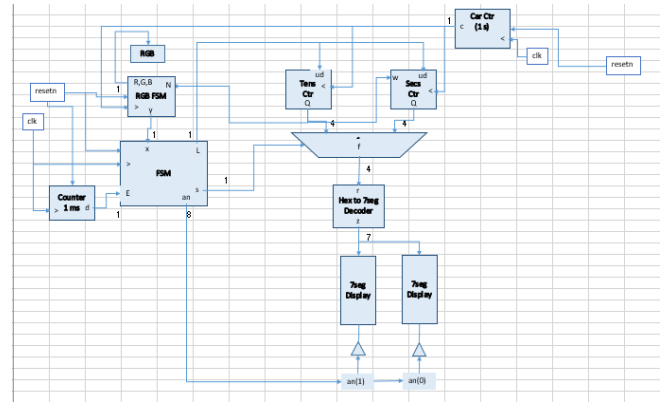 1
c
Car Ctr
(1 s)
<
clk
resetn
RGB
resetn
1
R,G,B
N
RGB FSM
>
y
clk
1
1
x
L
>
FSM
s
E
an
1
1
8
Counter
1 ms
d
>
ud
Tens
Ctr
<
Q
w
ud
Secs
Ctr
<
Q
4
4
f
4
r
Hex to 7seg
Decoder
z
7
7seg
Display
7seg
Display
an(1)
an(0)